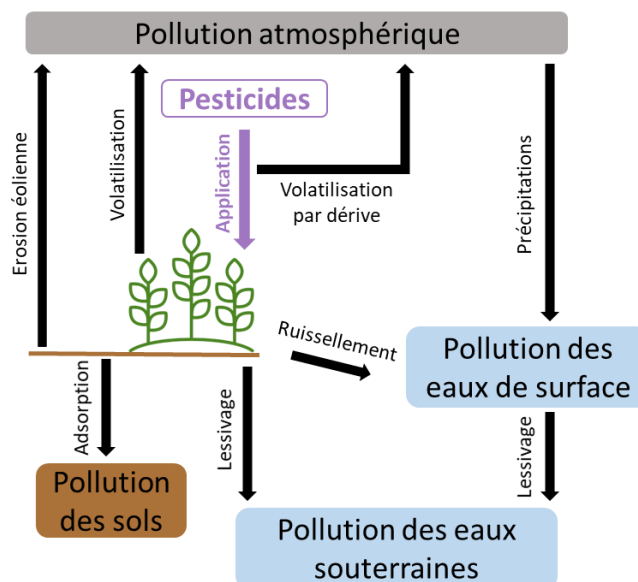 Pollution atmosphérique
Pesticides
Erosion éolienne
Volatilisation
Application
Volatilisation
par dérive
Précipitations
Ruissellement
Pollution des
eaux de surface
Adsorption
Lessivage
Lessivage
Pollution
des sols
Pollution des eaux
souterraines